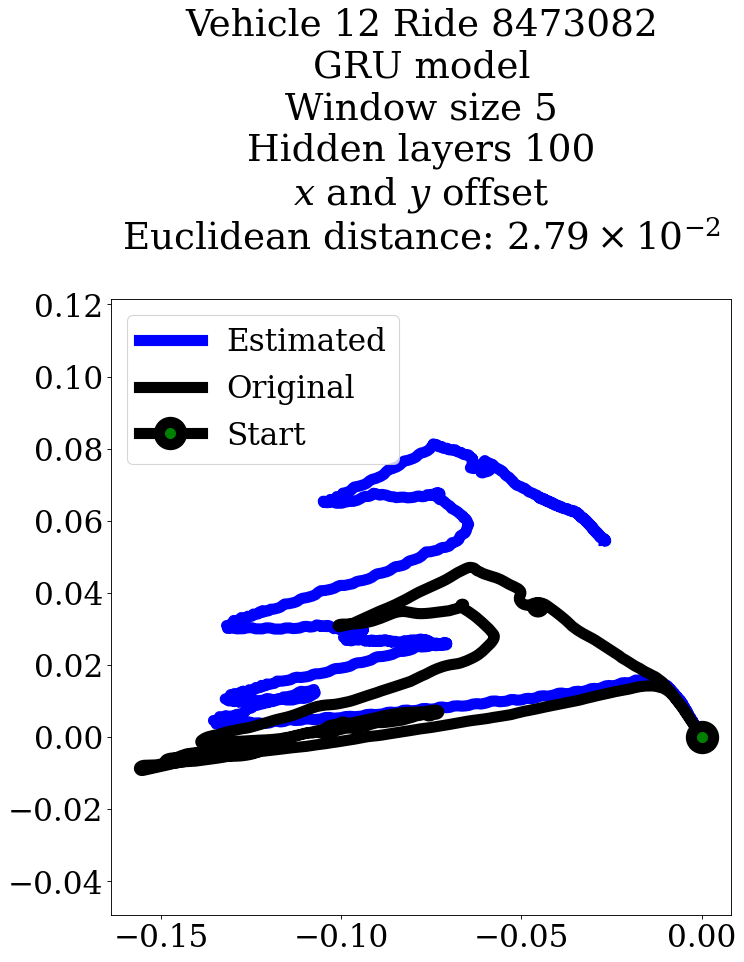 Vehicle 12 Ride 8473082
GRU model
Window size 5
Hidden layers 100
x and y offset
Euclidean distance: 2.79 × 10⁻²
Estimated
Original
Start
0.12
0.10
0.08
0.06
0.04
0.02
0.00
−0.02
−0.04
−0.15
−0.10
−0.05
0.00